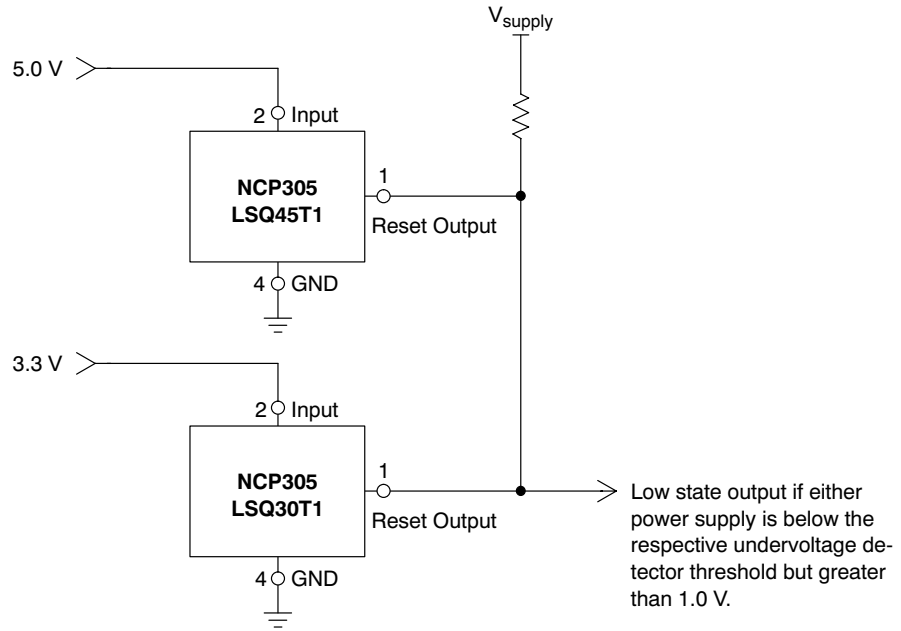 Vsupply
5.0 V
2 Input
NCP305
LSQ45T1
1
Reset Output
4 GND
3.3 V
2 Input
NCP305
LSQ30T1
1
Reset Output
4 GND
Low state output if either
power supply is below the
respective undervoltage de-
tector threshold but greater
than 1.0 V.